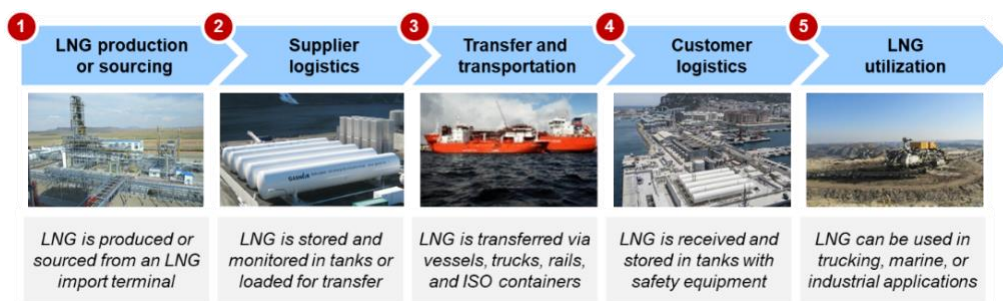 1
LNG production
or sourcing
2
Supplier
logistics
3
Transfer and
transportation
4
Customer
logistics
5
LNG
utilization
LNG is produced or
sourced from an LNG
import terminal
LNG is stored and
monitored in tanks or
loaded for transfer
LNG is transferred via
vessels, trucks, rails,
and ISO containers
LNG is received and
stored in tanks with
safety equipment
LNG can be used in
trucking, marine, or
industrial applications